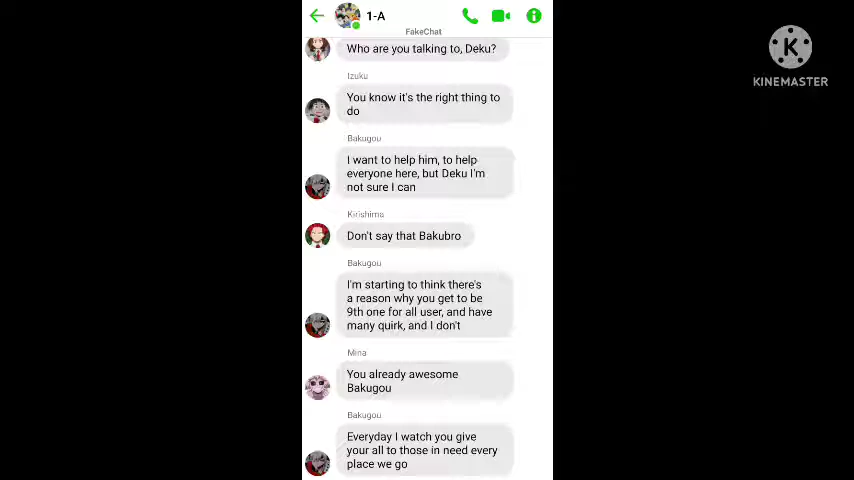 1-A
FakeChat
Who are you talking to, Deku?
Izuku
You know it's the right thing to
do
Bakugou
I want to help him, to help
everyone here, but Deku I'm
not sure I can
Kirishima
Don't say that Bakubro
Bakugou
I'm starting to think there's
a reason why you get to be
9th one for all user, and have
many quirk, and I don't
Mina
You already awesome
Bakugou
Bakugou
Everyday I watch you give
your all to those in need every
place we go
K
KINEMASTER